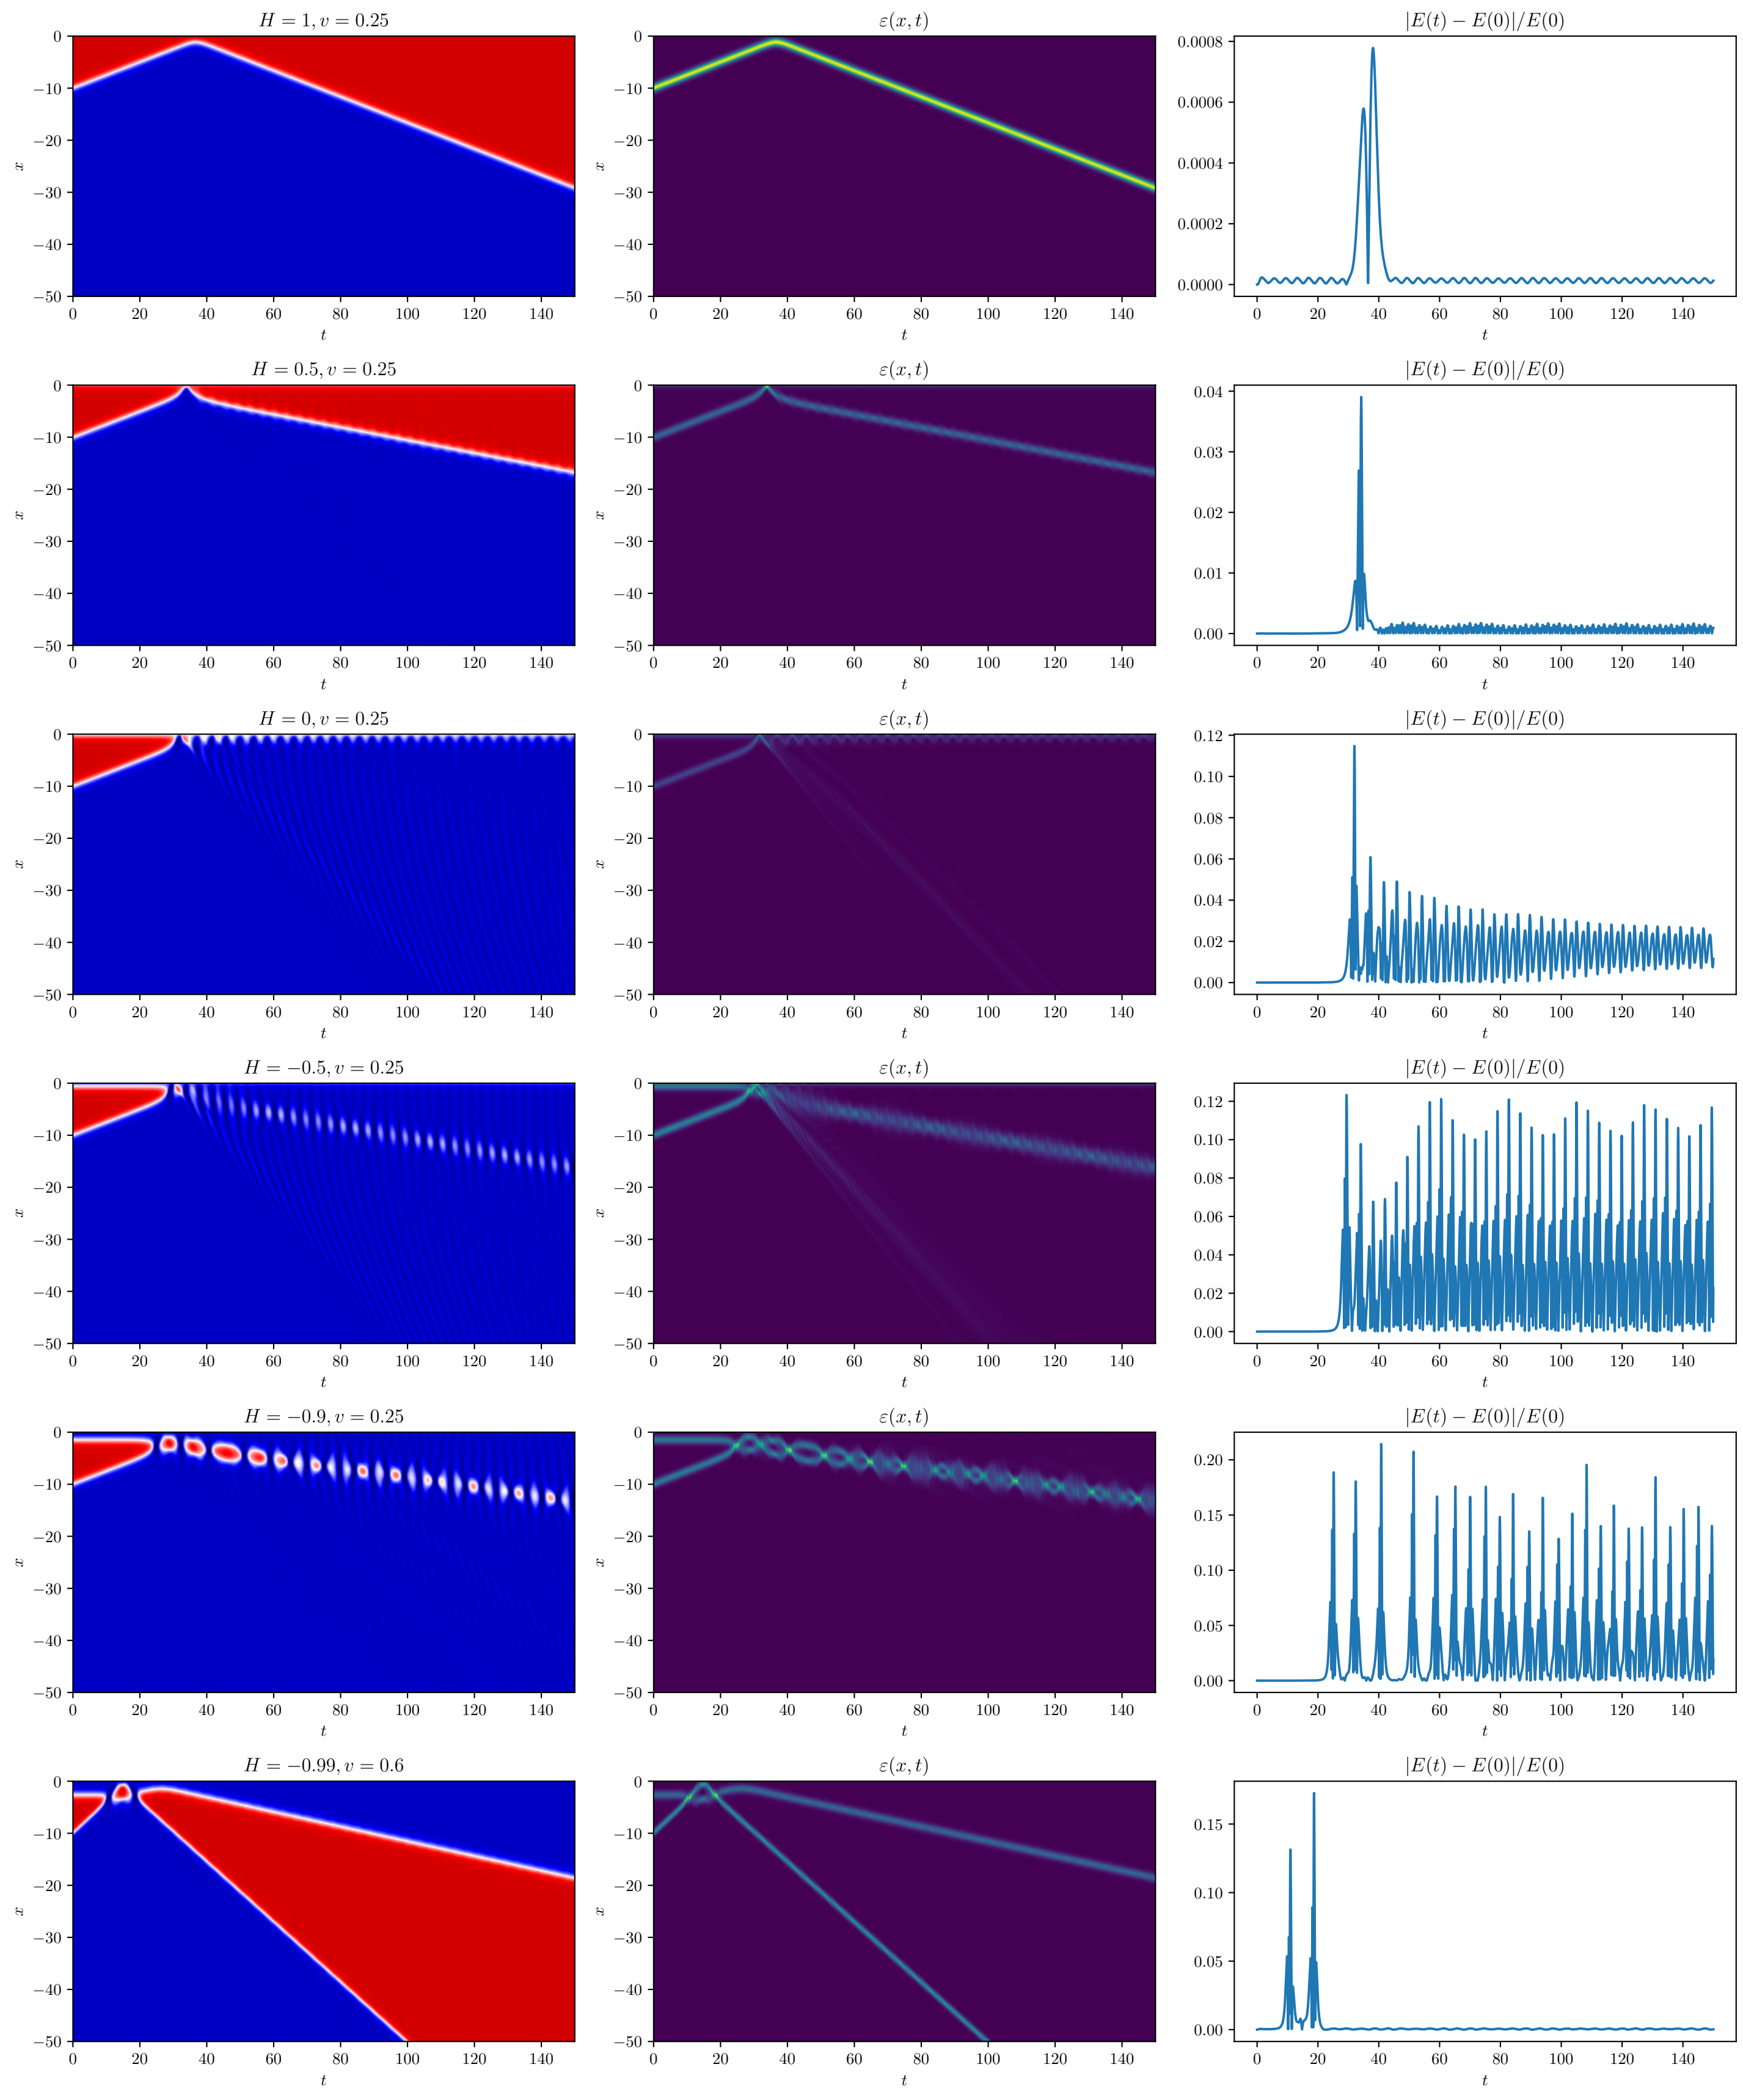 H = 1, v = 0.25
0
−10
−20
−30
−40
−50
x
0 20 40 60 80 100 120 140
t
ε(x, t)
0
−10
−20
−30
−40
−50
x
0 20 40 60 80 100 120 140
t
|E(t) − E(0)|/E(0)
0.0008
0.0006
0.0004
0.0002
0.0000
0 20 40 60 80 100 120 140
t
H = 0.5, v = 0.25
0
−10
−20
−30
−40
−50
x
0 20 40 60 80 100 120 140
t
ε(x, t)
0
−10
−20
−30
−40
−50
x
0 20 40 60 80 100 120 140
t
|E(t) − E(0)|/E(0)
0.04
0.03
0.02
0.01
0.00
0 20 40 60 80 100 120 140
t
H = 0, v = 0.25
0
−10
−20
−30
−40
−50
x
0 20 40 60 80 100 120 140
t
ε(x, t)
0
−10
−20
−30
−40
−50
x
0 20 40 60 80 100 120 140
t
|E(t) − E(0)|/E(0)
0.12
0.10
0.08
0.06
0.04
0.02
0.00
0 20 40 60 80 100 120 140
t
H = −0.5, v = 0.25
0
−10
−20
−30
−40
−50
x
0 20 40 60 80 100 120 140
t
ε(x, t)
0
−10
−20
−30
−40
−50
x
0 20 40 60 80 100 120 140
t
|E(t) − E(0)|/E(0)
0.12
0.10
0.08
0.06
0.04
0.02
0.00
0 20 40 60 80 100 120 140
t
H = −0.9, v = 0.25
0
−10
−20
−30
−40
−50
x
0 20 40 60 80 100 120 140
t
ε(x, t)
0
−10
−20
−30
−40
−50
x
0 20 40 60 80 100 120 140
t
|E(t) − E(0)|/E(0)
0.20
0.15
0.10
0.05
0.00
0 20 40 60 80 100 120 140
t
H = −0.99, v = 0.6
0
−10
−20
−30
−40
−50
x
0 20 40 60 80 100 120 140
t
ε(x, t)
0
−10
−20
−30
−40
−50
x
0 20 40 60 80 100 120 140
t
|E(t) − E(0)|/E(0)
0.15
0.10
0.05
0.00
0 20 40 60 80 100 120 140
t